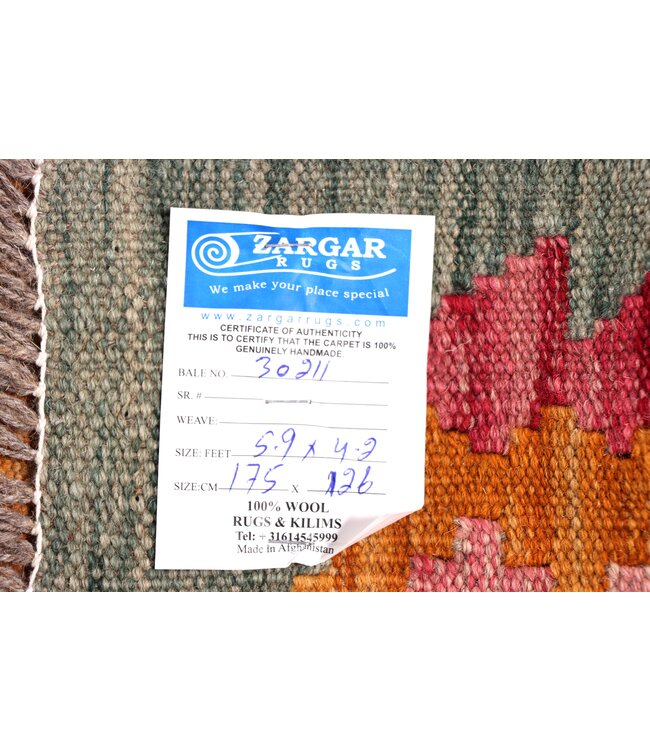 ZARGAR
RUGS
We make your place special
www.zargarrugs.com
CERTIFICATE OF AUTHENTICITY
THIS IS TO CERTIFY THAT THE CARPET IS 100%
GENUINELY HANDMADE.
BALE NO. 30211
SR. #
WEAVE:
SIZE: FEET 5.9 x 4.2
SIZE:CM 175 X 126
100% WOOL
RUGS & KILIMS
Tel: + 31614545999
Made in Afghanistan